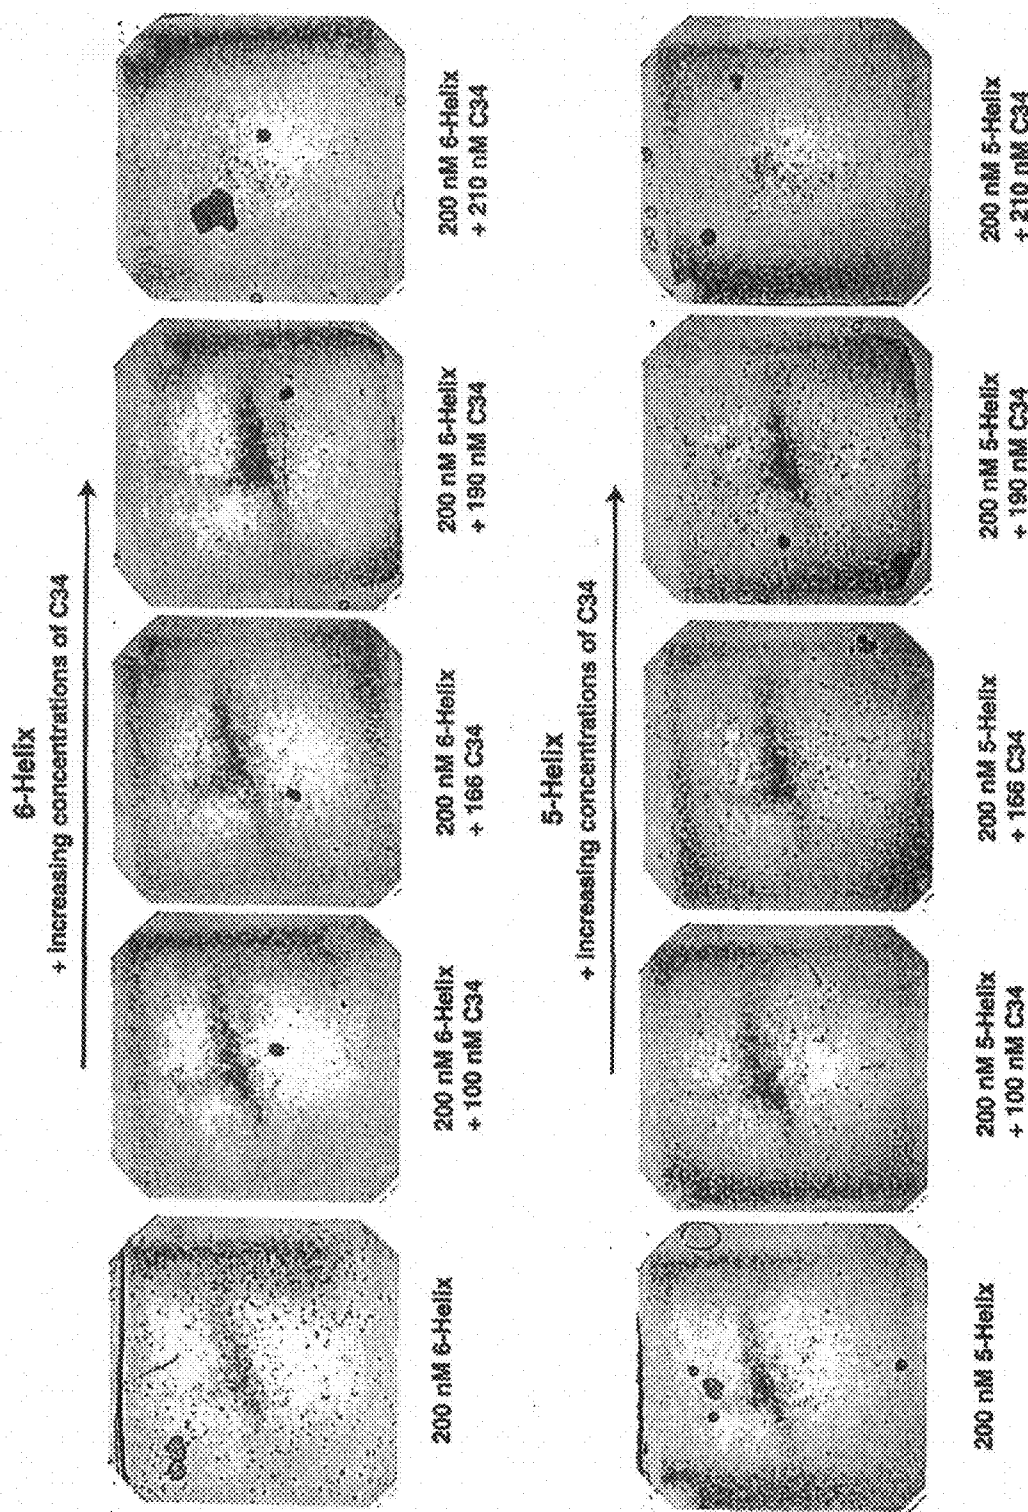 6-Helix
+ increasing concentrations of C34
200 nM 6-Helix
200 nM 6-Helix
+ 100 nM C34
200 nM 6-Helix
+ 166 C34
200 nM 6-Helix
+ 190 nM C34
200 nM 6-Helix
+ 210 nM C34
5-Helix
+ increasing concentrations of C34
200 nM 5-Helix
200 nM 5-Helix
+ 100 nM C34
200 nM 5-Helix
+ 166 C34
200 nM 5-Helix
+ 190 nM C34
200 nM 5-Helix
+ 210 nM C34